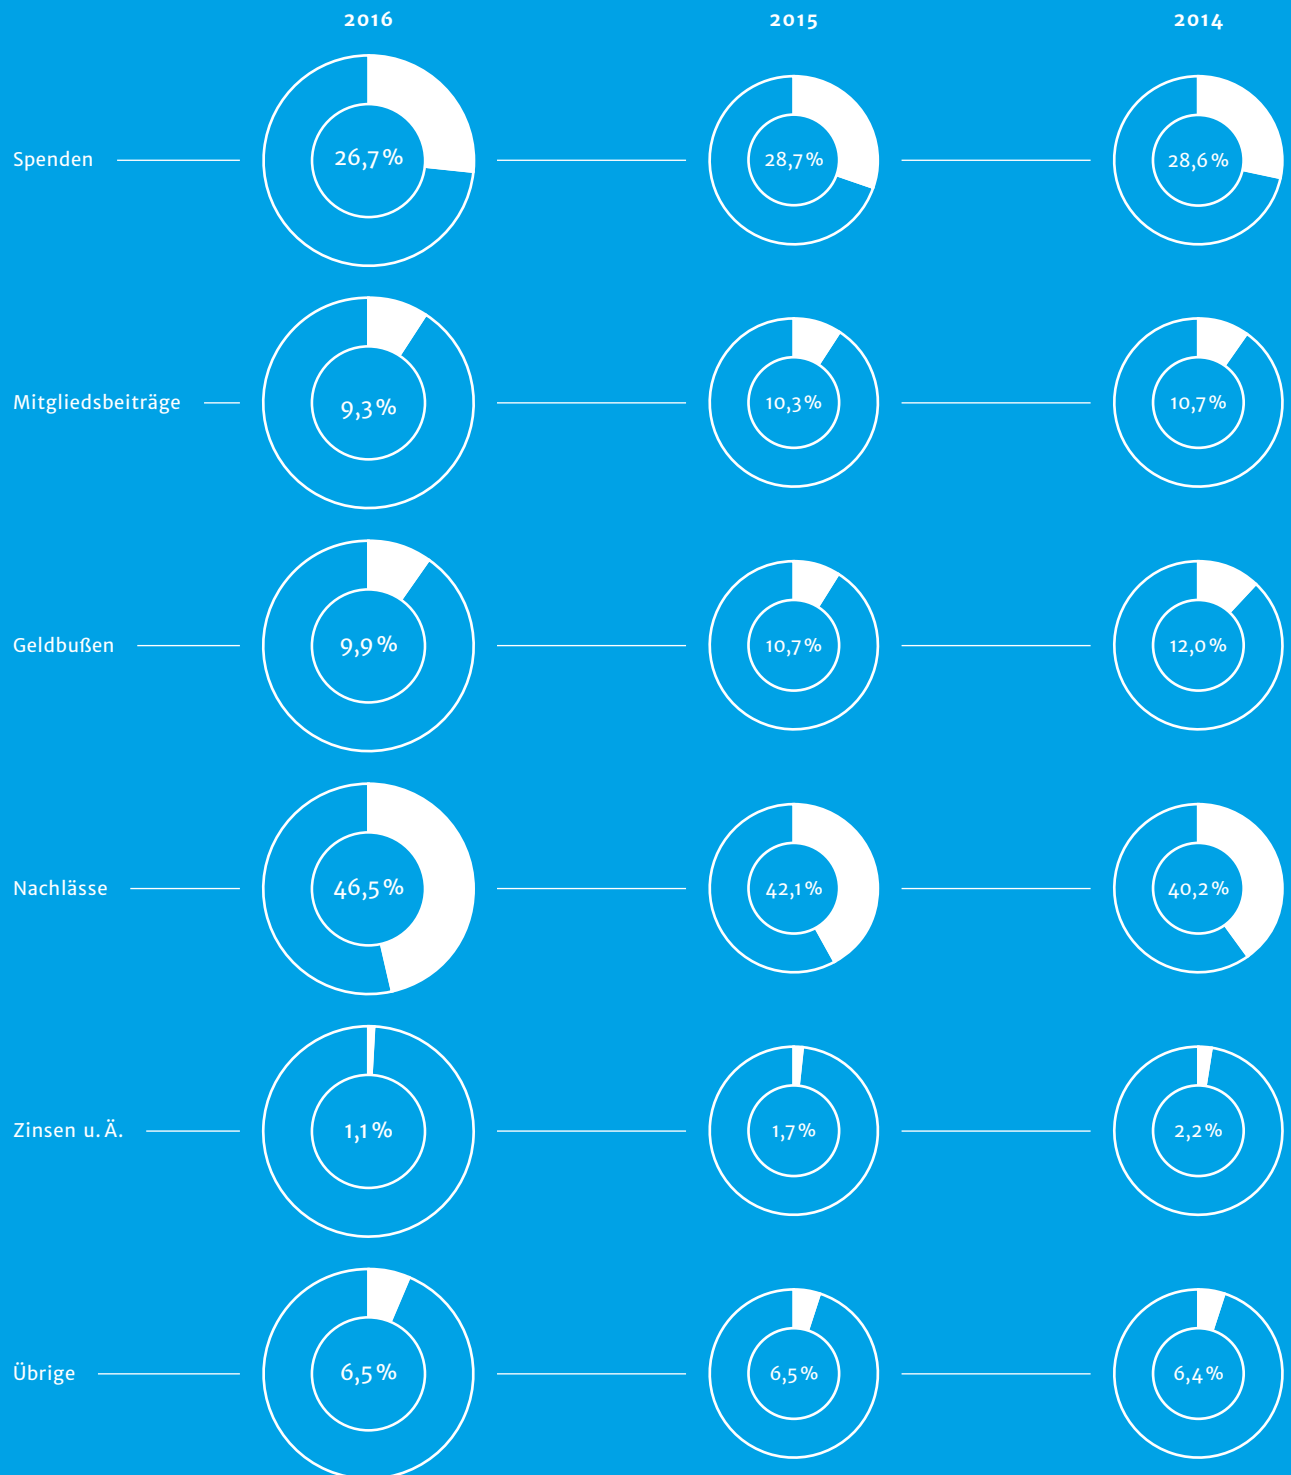 2016 2015 2014
Spenden 26,7 % 28,7 % 28,6 %
Mitgliedsbeiträge 9,3 % 10,3 % 10,7 %
Geldbußen 9,9 % 10,7 % 12,0 %
Nachlässe 46,5 % 42,1 % 40,2 %
Zinsen u. Ä. 1,1 % 1,7 % 2,2 %
Übrige 6,5 % 6,5 % 6,4 %